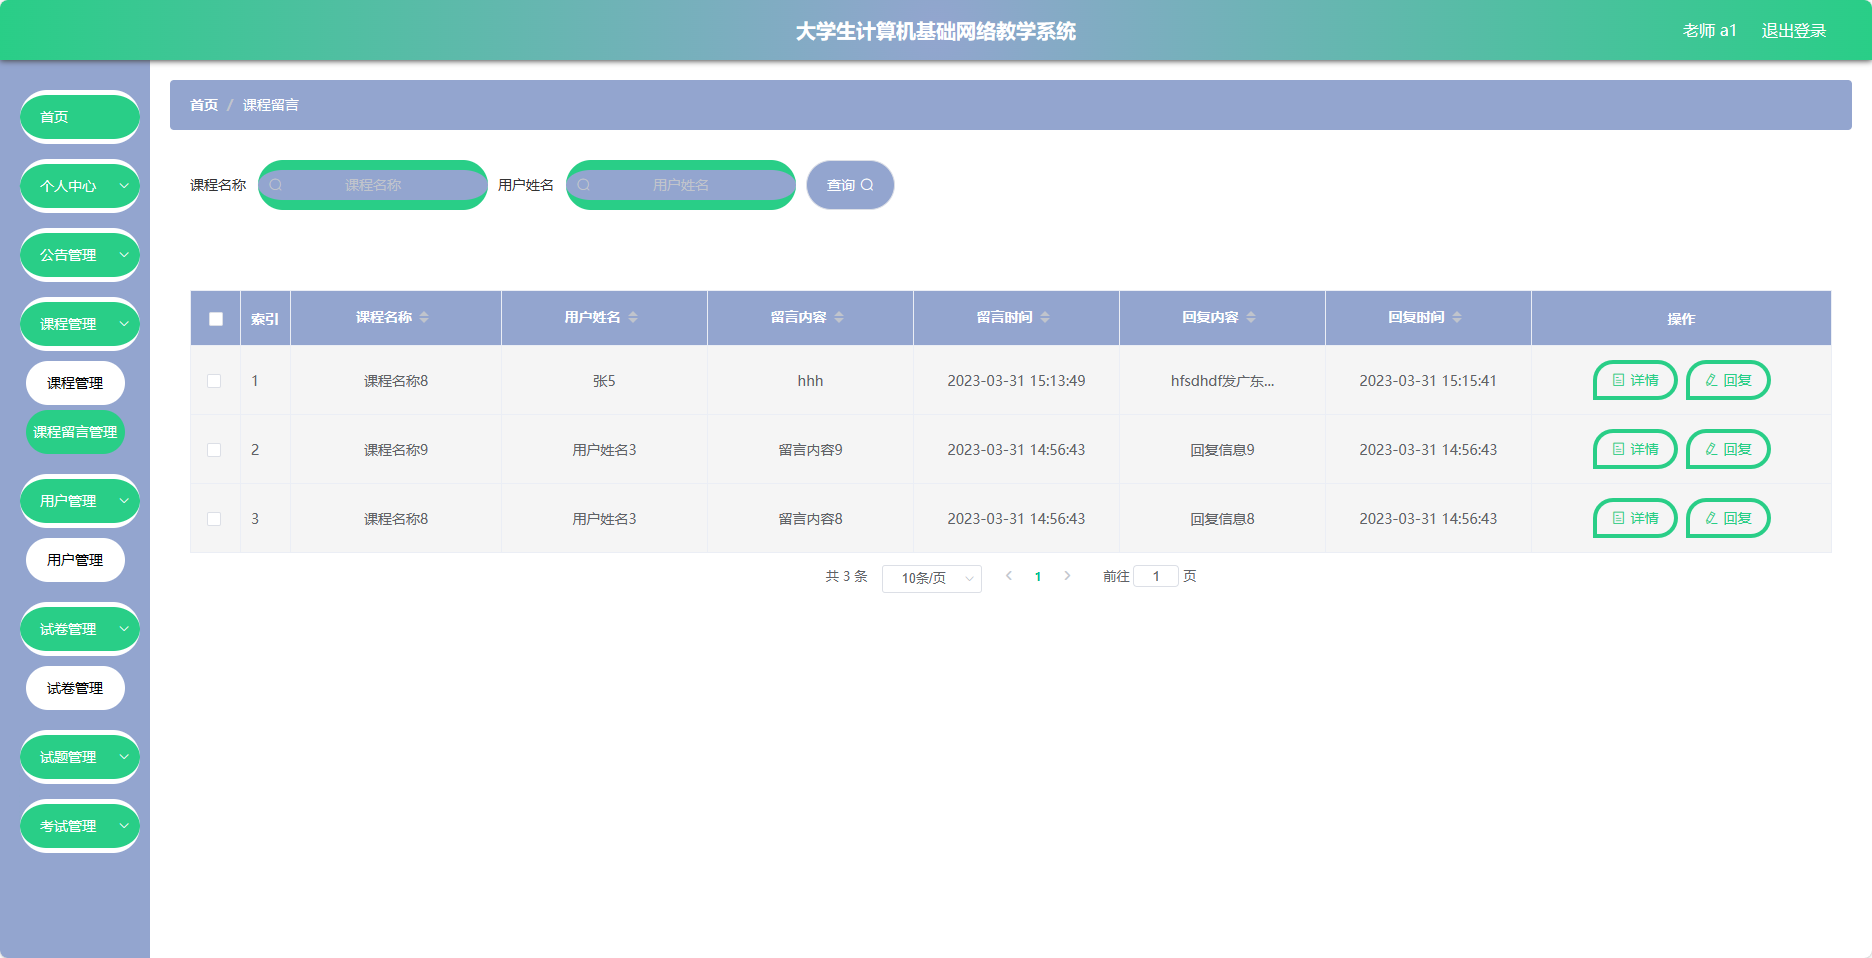 大学生计算机基础网络教学系统
老师 a1 退出登录
首页
个人中心
公告管理
课程管理
课程管理
课程留言管理
用户管理
用户管理
试卷管理
试卷管理
试题管理
考试管理
首页 / 课程留言
课程名称 课程名称 用户姓名 用户姓名 查询
索引 课程名称 用户姓名 留言内容 留言时间 回复内容 回复时间 操作
1 课程名称8 张5 hhh 2023-03-31 15:13:49 hfsdhdf发广东... 2023-03-31 15:15:41 详情 回复
2 课程名称9 用户姓名3 留言内容9 2023-03-31 14:56:43 回复信息9 2023-03-31 14:56:43 详情 回复
3 课程名称8 用户姓名3 留言内容8 2023-03-31 14:56:43 回复信息8 2023-03-31 14:56:43 详情 回复
共 3 条 10条/页 1 前往 1 页